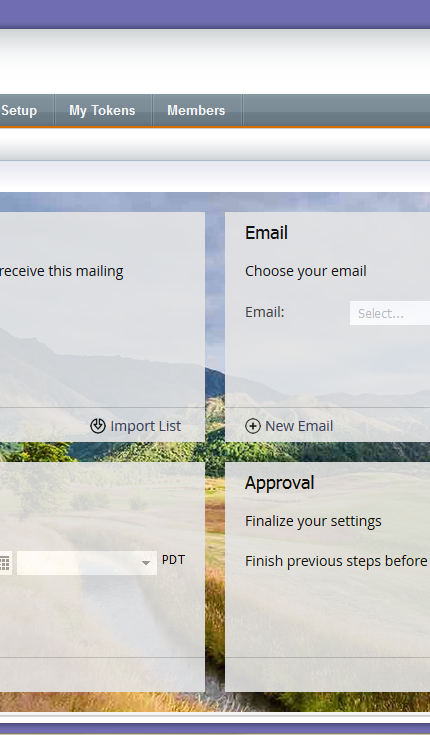 Setup My Tokens Members
Email
receive this mailing
Choose your email
Email: Select...
Import List
New Email
Approval
Finalize your settings
PDT
Finish previous steps before